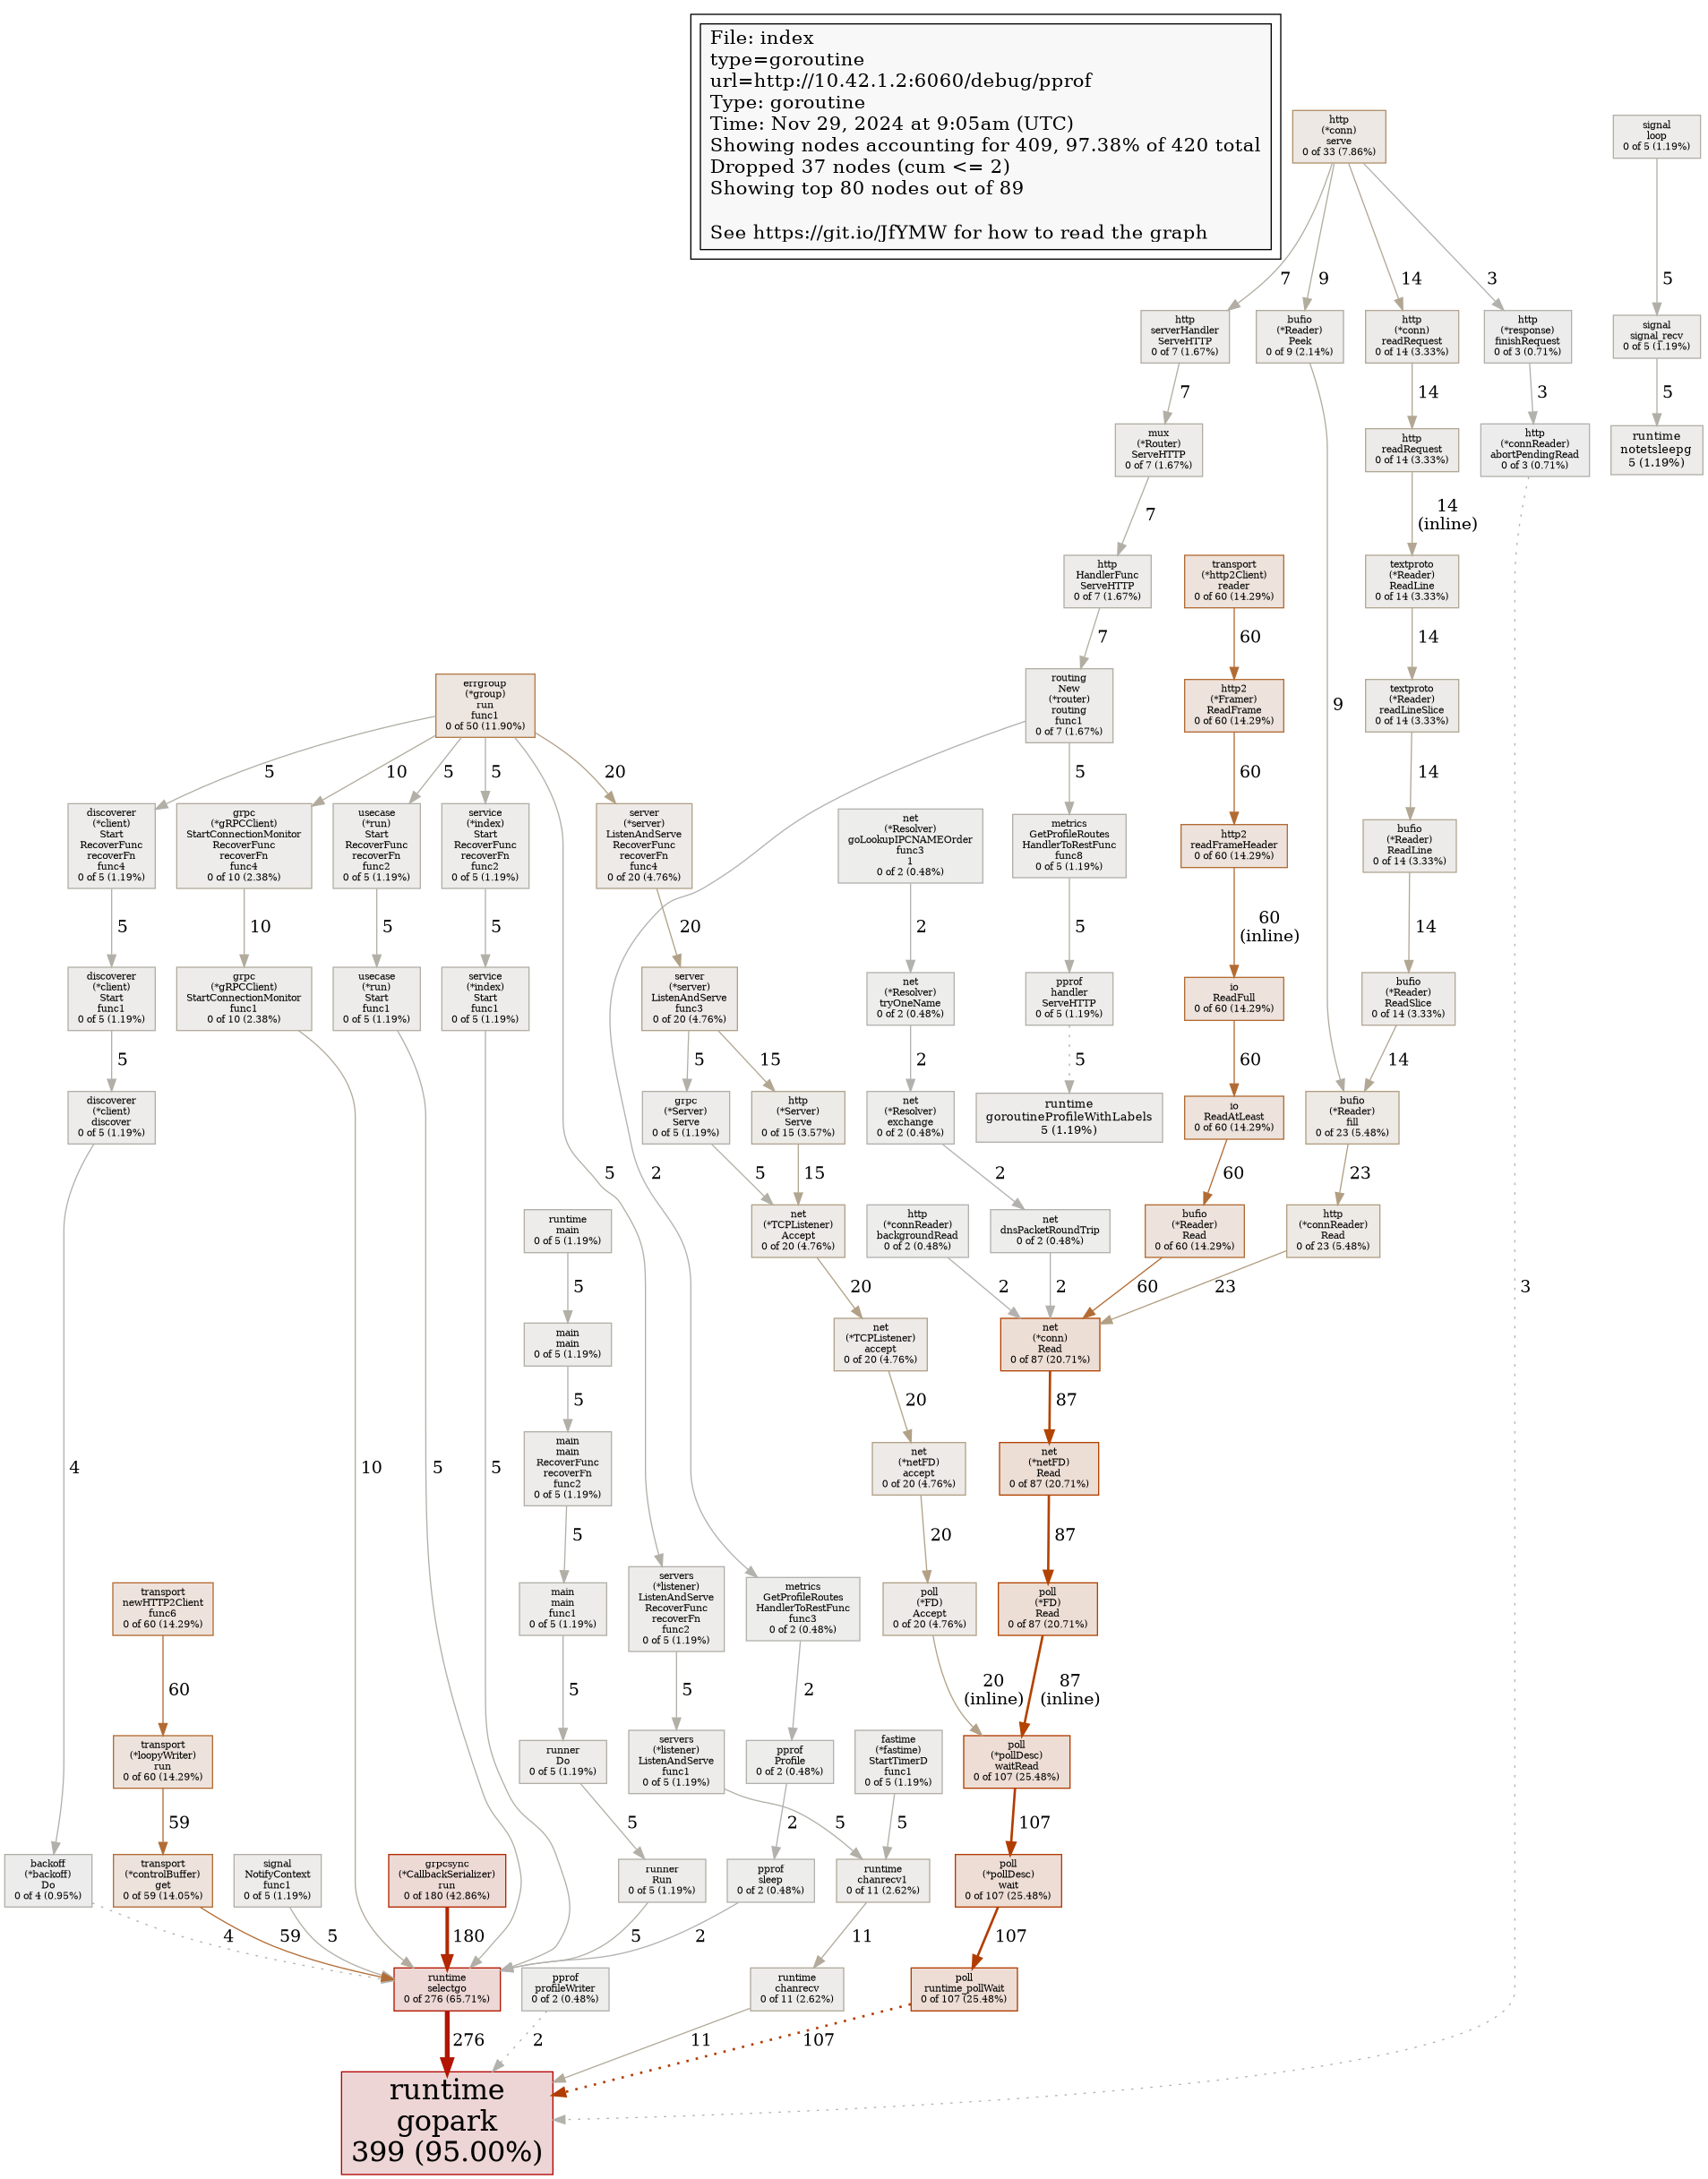 File: index
type=goroutine
url=http://10.42.1.2:6060/debug/pprof
Type: goroutine
Time: Nov 29, 2024 at 9:05am (UTC)
Showing nodes accounting for 409, 97.38% of 420 total
Dropped 37 nodes (cum <= 2)
Showing top 80 nodes out of 89
See https://git.io/JfYMW for how to read the graph
http
(*conn)
serve
0 of 33 (7.86%)
signal
loop
0 of 5 (1.19%)
7
9
14
3
5
http
serverHandler
ServeHTTP
0 of 7 (1.67%)
bufio
(*Reader)
Peek
0 of 9 (2.14%)
http
(*conn)
readRequest
0 of 14 (3.33%)
http
(*response)
finishRequest
0 of 3 (0.71%)
signal
signal_recv
0 of 5 (1.19%)
7
14
3
5
mux
(*Router)
ServeHTTP
0 of 7 (1.67%)
http
readRequest
0 of 14 (3.33%)
http
(*connReader)
abortPendingRead
0 of 3 (0.71%)
runtime
notetsleepg
5 (1.19%)
7
14
(inline)
http
HandlerFunc
ServeHTTP
0 of 7 (1.67%)
transport
(*http2Client)
reader
0 of 60 (14.29%)
textproto
(*Reader)
ReadLine
0 of 14 (3.33%)
7
60
14
errgroup
(*group)
run
func1
0 of 50 (11.90%)
routing
New
(*router)
routing
func1
0 of 7 (1.67%)
http2
(*Framer)
ReadFrame
0 of 60 (14.29%)
textproto
(*Reader)
readLineSlice
0 of 14 (3.33%)
9
5
10
5
5
20
5
60
14
discoverer
(*client)
Start
RecoverFunc
recoverFn
func4
0 of 5 (1.19%)
grpc
(*gRPCClient)
StartConnectionMonitor
RecoverFunc
recoverFn
func4
0 of 10 (2.38%)
usecase
(*run)
Start
RecoverFunc
recoverFn
func2
0 of 5 (1.19%)
service
(*index)
Start
RecoverFunc
recoverFn
func2
0 of 5 (1.19%)
server
(*server)
ListenAndServe
RecoverFunc
recoverFn
func4
0 of 20 (4.76%)
net
(*Resolver)
goLookupIPCNAMEOrder
func3
1
0 of 2 (0.48%)
metrics
GetProfileRoutes
HandlerToRestFunc
func8
0 of 5 (1.19%)
http2
readFrameHeader
0 of 60 (14.29%)
bufio
(*Reader)
ReadLine
0 of 14 (3.33%)
5
10
5
5
20
2
5
60
(inline)
14
discoverer
(*client)
Start
func1
0 of 5 (1.19%)
grpc
(*gRPCClient)
StartConnectionMonitor
func1
0 of 10 (2.38%)
usecase
(*run)
Start
func1
0 of 5 (1.19%)
service
(*index)
Start
func1
0 of 5 (1.19%)
server
(*server)
ListenAndServe
func3
0 of 20 (4.76%)
net
(*Resolver)
tryOneName
0 of 2 (0.48%)
pprof
handler
ServeHTTP
0 of 5 (1.19%)
io
ReadFull
0 of 60 (14.29%)
bufio
(*Reader)
ReadSlice
0 of 14 (3.33%)
5
5
15
2
5
60
14
discoverer
(*client)
discover
0 of 5 (1.19%)
grpc
(*Server)
Serve
0 of 5 (1.19%)
http
(*Server)
Serve
0 of 15 (3.57%)
net
(*Resolver)
exchange
0 of 2 (0.48%)
runtime
goroutineProfileWithLabels
5 (1.19%)
io
ReadAtLeast
0 of 60 (14.29%)
bufio
(*Reader)
fill
0 of 23 (5.48%)
5
2
5
15
2
60
23
runtime
main
0 of 5 (1.19%)
net
(*TCPListener)
Accept
0 of 20 (4.76%)
http
(*connReader)
backgroundRead
0 of 2 (0.48%)
net
dnsPacketRoundTrip
0 of 2 (0.48%)
bufio
(*Reader)
Read
0 of 60 (14.29%)
http
(*connReader)
Read
0 of 23 (5.48%)
5
20
2
2
60
23
3
main
main
0 of 5 (1.19%)
net
(*TCPListener)
accept
0 of 20 (4.76%)
net
(*conn)
Read
0 of 87 (20.71%)
5
20
87
4
10
5
5
main
main
RecoverFunc
recoverFn
func2
0 of 5 (1.19%)
net
(*netFD)
accept
0 of 20 (4.76%)
net
(*netFD)
Read
0 of 87 (20.71%)
5
20
87
transport
newHTTP2Client
func6
0 of 60 (14.29%)
main
main
func1
0 of 5 (1.19%)
servers
(*listener)
ListenAndServe
RecoverFunc
recoverFn
func2
0 of 5 (1.19%)
metrics
GetProfileRoutes
HandlerToRestFunc
func3
0 of 2 (0.48%)
poll
(*FD)
Accept
0 of 20 (4.76%)
poll
(*FD)
Read
0 of 87 (20.71%)
60
5
5
2
20
(inline)
87
(inline)
transport
(*loopyWriter)
run
0 of 60 (14.29%)
runner
Do
0 of 5 (1.19%)
servers
(*listener)
ListenAndServe
func1
0 of 5 (1.19%)
pprof
Profile
0 of 2 (0.48%)
fastime
(*fastime)
StartTimerD
func1
0 of 5 (1.19%)
poll
(*pollDesc)
waitRead
0 of 107 (25.48%)
59
5
2
5
5
107
backoff
(*backoff)
Do
0 of 4 (0.95%)
transport
(*controlBuffer)
get
0 of 59 (14.05%)
signal
NotifyContext
func1
0 of 5 (1.19%)
grpcsync
(*CallbackSerializer)
run
0 of 180 (42.86%)
runner
Run
0 of 5 (1.19%)
pprof
sleep
0 of 2 (0.48%)
runtime
chanrecv1
0 of 11 (2.62%)
poll
(*pollDesc)
wait
0 of 107 (25.48%)
4
59
5
180
5
2
11
107
runtime
selectgo
0 of 276 (65.71%)
pprof
profileWriter
0 of 2 (0.48%)
runtime
chanrecv
0 of 11 (2.62%)
poll
runtime_pollWait
0 of 107 (25.48%)
276
2
11
107
runtime
gopark
399 (95.00%)